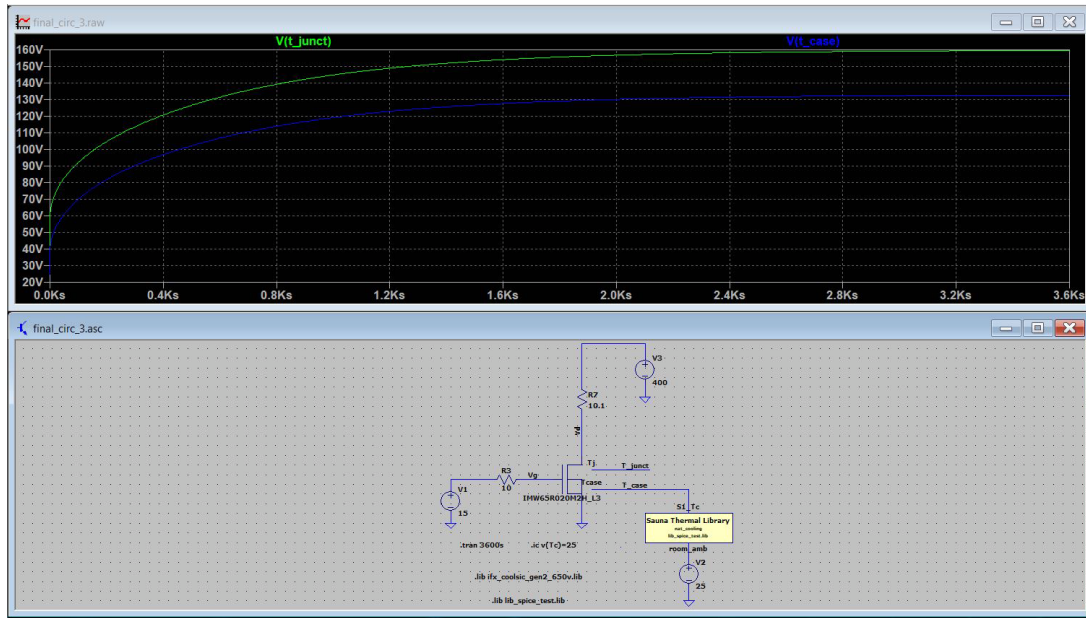 final_circ_3.raw
V(t_junct) V(t_case)
160V
150V
140V
130V
120V
110V
100V
90V
80V
70V
60V
50V
40V
30V
20V
0.0Ks 0.4Ks 0.8Ks 1.2Ks 1.6Ks 2.0Ks 2.4Ks 2.8Ks 3.2Ks 3.6Ks
final_circ_3.asc
V3
400
R7
10.1
Vd
Tj T_junct
R3 Vg
10
Tcase T_case
V1
15
IMW65R020M2H_L3
S1_Tc
Sauna Thermal Library
nat_cooling
lib_spice_test.lib
room_amb
.tran 3600s .ic v(Tc)=25
V2
25
.lib ifx_coolsic_gen2_650v.lib
.lib lib_spice_test.lib